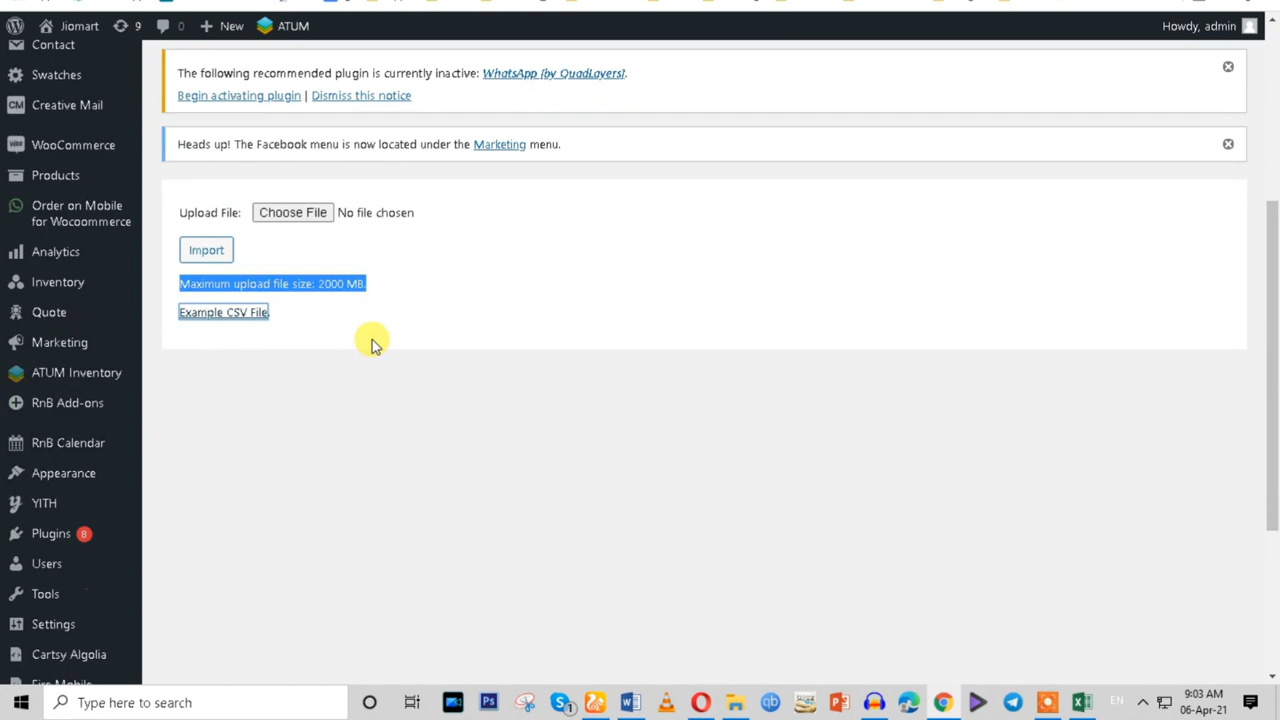 Jiomart 9 0 New ATUM Howdy, admin
Contact
Swatches
CM Creative Mail
WooCommerce
Products
Order on Mobile
for Wocoommerce
Analytics
Inventory
Quote
Marketing
ATUM Inventory
RnB Add-ons
RnB Calendar
Appearance
YITH
Plugins 8
Users
Tools
Settings
Cartsy Algolia
The following recommended plugin is currently inactive: WhatsApp [by QuadLayers].
Begin activating plugin | Dismiss this notice
Heads up! The Facebook menu is now located under the Marketing menu.
Upload File: Choose File No file chosen
Import
Maximum upload file size: 2000 MB.
Example CSV File.
Type here to search
EN
9:03 AM
06-Apr-21